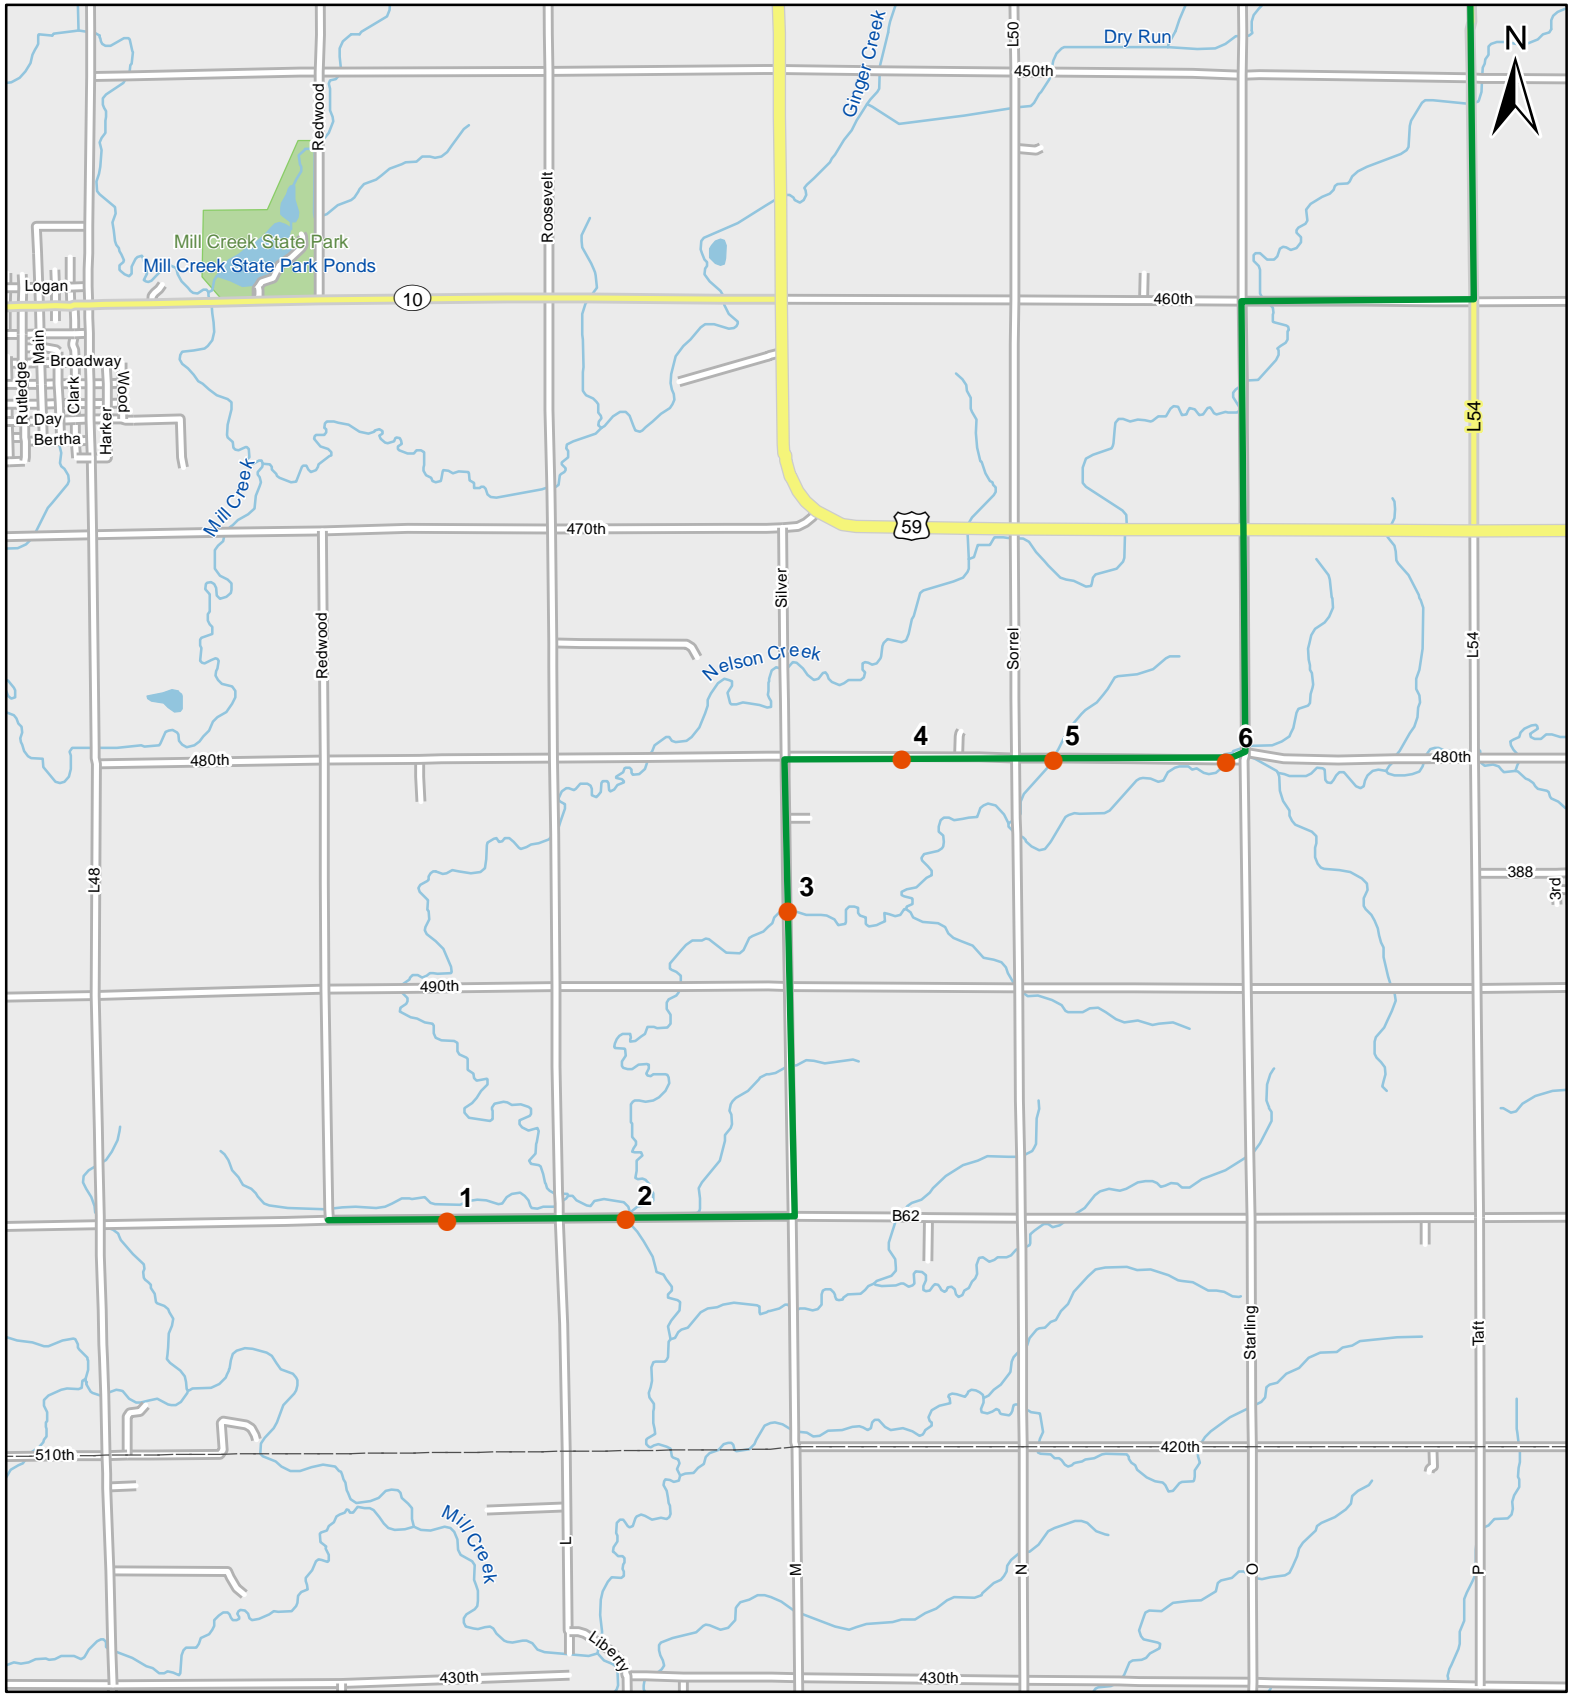 L50
Dry Run
N
Ginger Creek
450th
Redwood
Roosevelt
Mill Creek State Park
Mill Creek State Park Ponds
Logan
10
460th
Main
Broadway
Rutledge
Clark
Wood
Day
Harker
Bertha
L54
Mill Creek
470th
59
Silver
Redwood
Sorrel
L54
Nelson Creek
4
5
6
480th
480th
L48
3
388
3rd
490th
1
2
B62
Starling
Taft
510th
420th
Mill Creek
L
M
N
O
P
Liberty
430th
430th